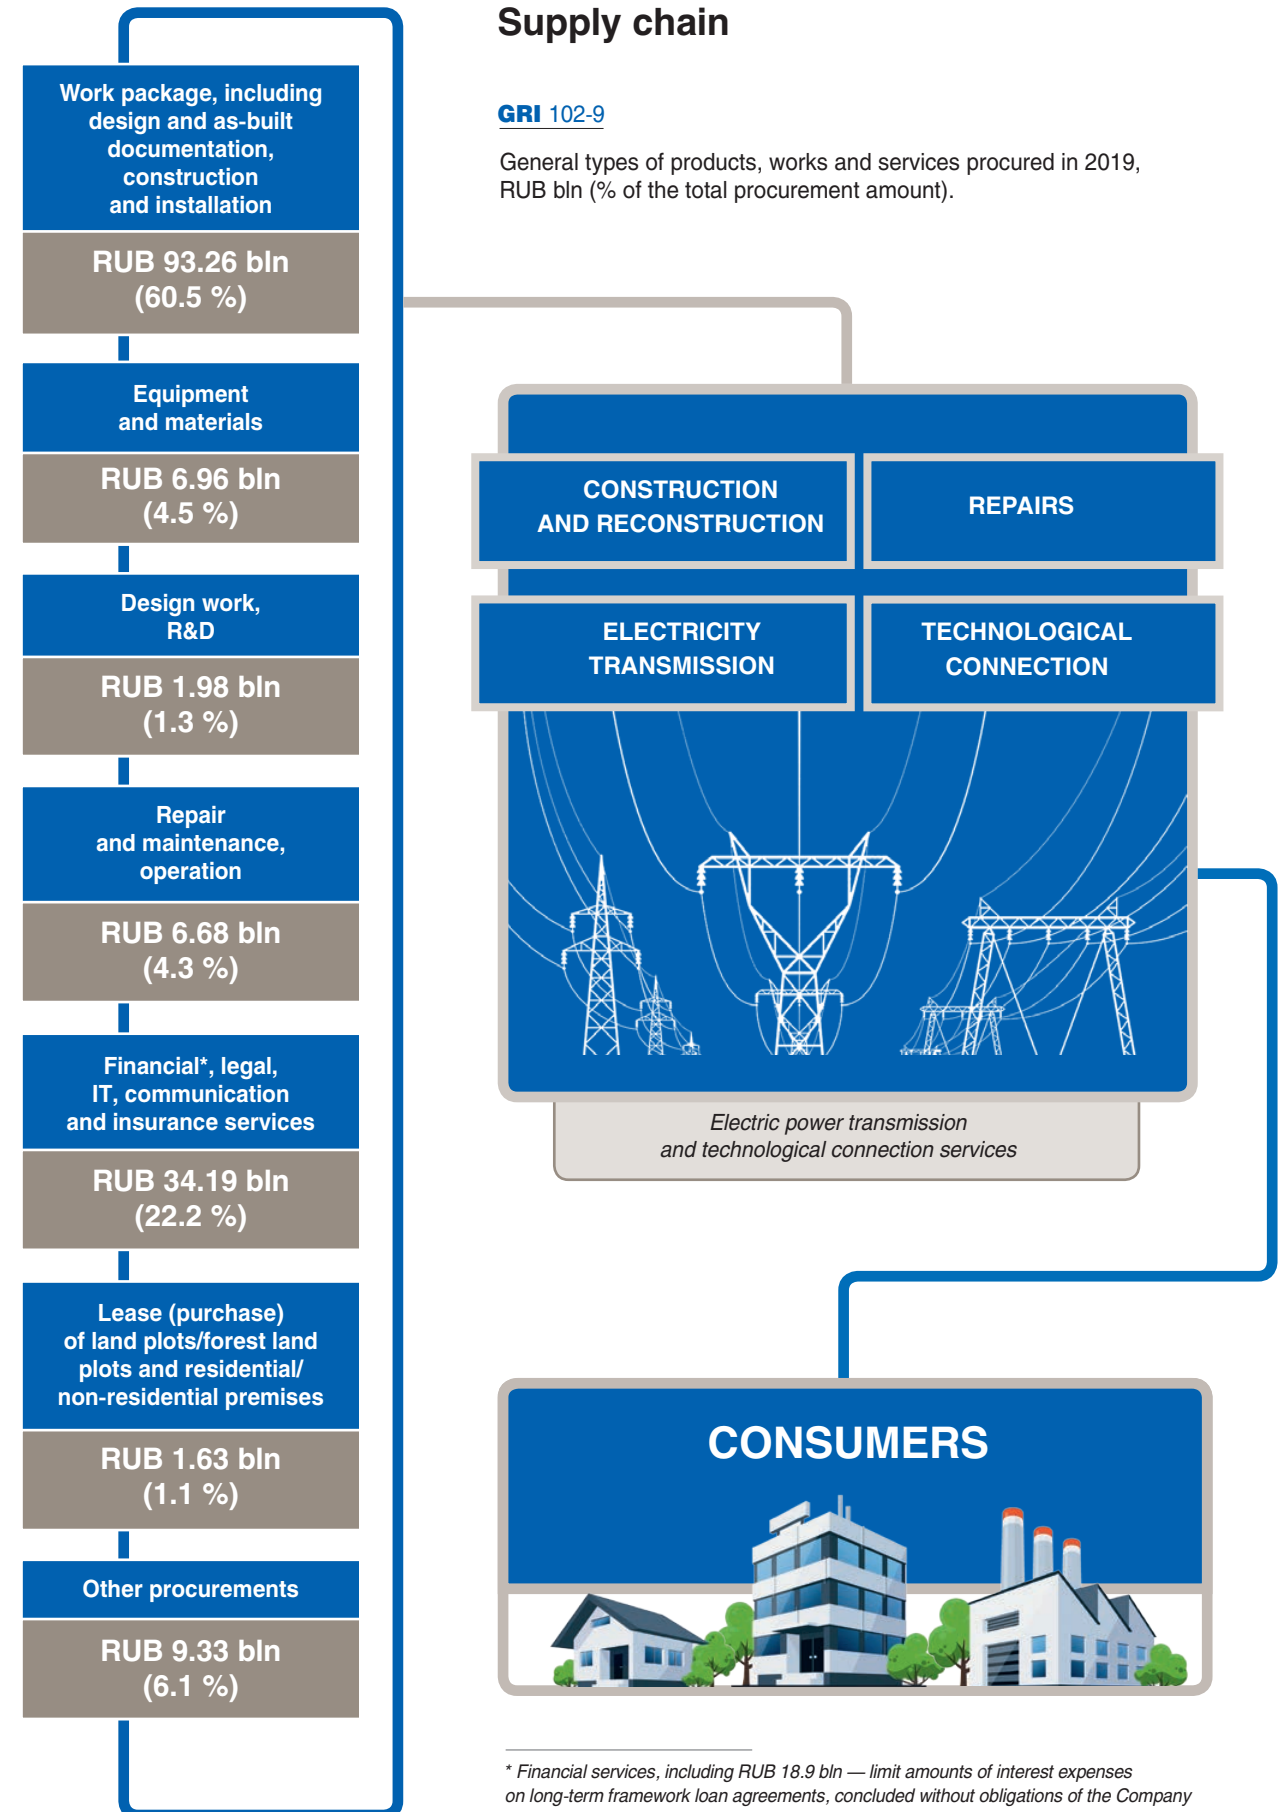 Supply chain
GRI 102-9
General types of products, works and services procured in 2019,
RUB bln (% of the total procurement amount).
Work package, including
design and as-built
documentation,
construction
and installation
RUB 93.26 bln
(60.5 %)
Equipment
and materials
RUB 6.96 bln
(4.5 %)
Design work,
R&D
RUB 1.98 bln
(1.3 %)
Repair
and maintenance,
operation
RUB 6.68 bln
(4.3 %)
Financial*, legal,
IT, communication
and insurance services
RUB 34.19 bln
(22.2 %)
Lease (purchase)
of land plots/forest land
plots and residential/
non-residential premises
RUB 1.63 bln
(1.1 %)
Other procurements
RUB 9.33 bln
(6.1 %)
CONSTRUCTION
AND RECONSTRUCTION
REPAIRS
ELECTRICITY
TRANSMISSION
TECHNOLOGICAL
CONNECTION
Electric power transmission
and technological connection services
CONSUMERS
* Financial services, including RUB 18.9 bln — limit amounts of interest expenses
on long-term framework loan agreements, concluded without obligations of the Company